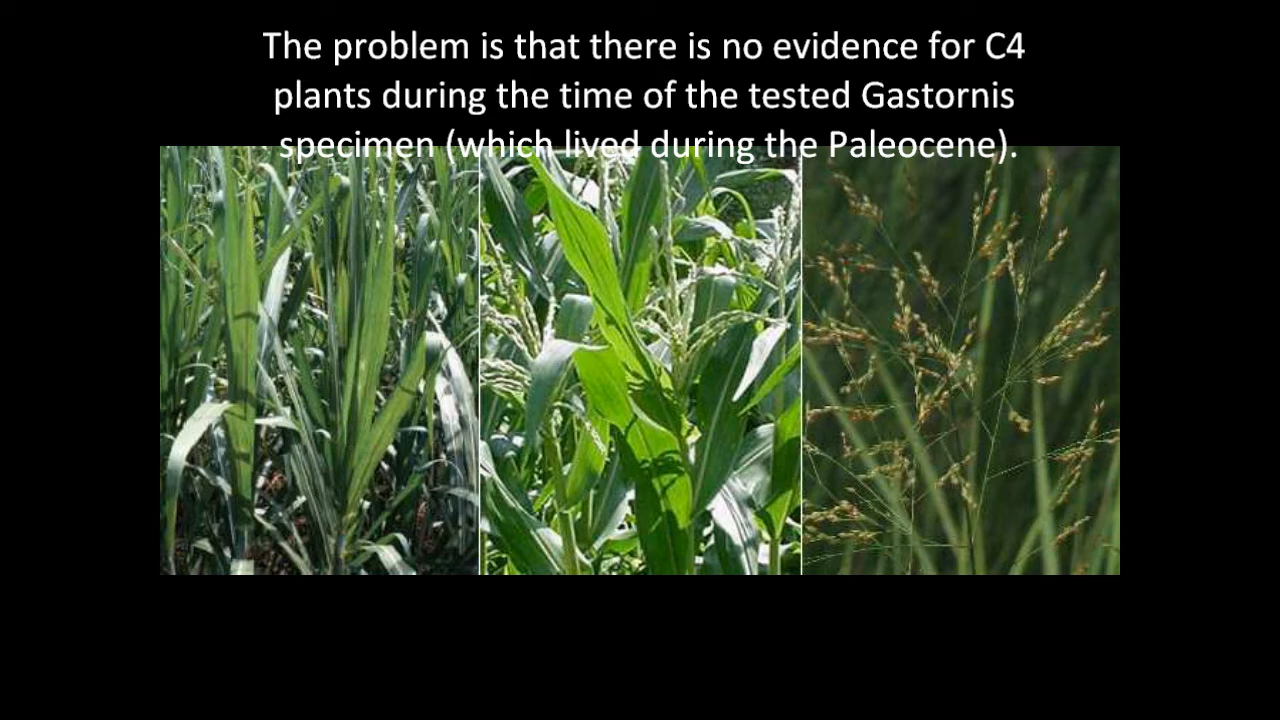 The problem is that there is no evidence for C4
plants during the time of the tested Gastornis
specimen (which lived during the Paleocene).